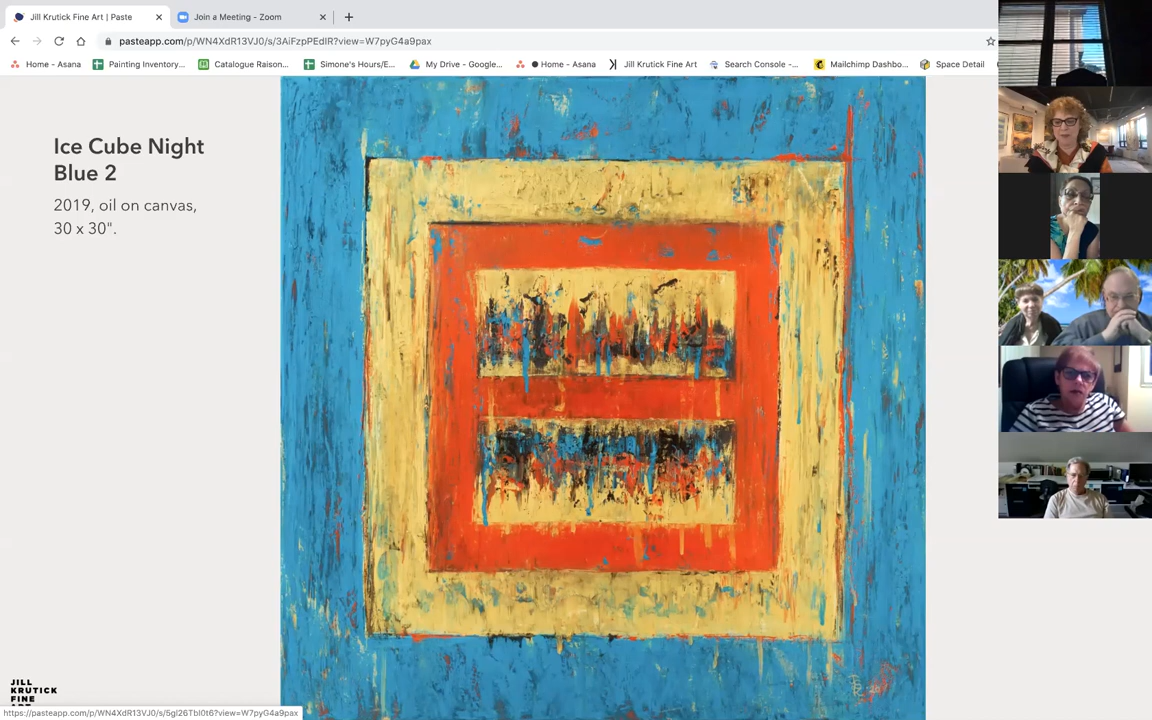 Jill Krutick Fine Art | Paste
Join a Meeting - Zoom
pasteapp.com/p/WN4XdR13VJ0/s/3AiFzpPEdIR?view=W7pyG4a9pax
Home - Asana
Painting Inventory...
Catalogue Raison...
Simone's Hours/E...
My Drive - Google...
Home - Asana
Jill Krutick Fine Art
Search Console -...
Mailchimp Dashbo...
Space Detail
Ice Cube Night
Blue 2
2019, oil on canvas,
30 x 30".
JILL
KRUTICK
FINE
https://pasteapp.com/p/WN4XdR13VJ0/s/5gl26Tbl0t6?view=W7pyG4a9pax